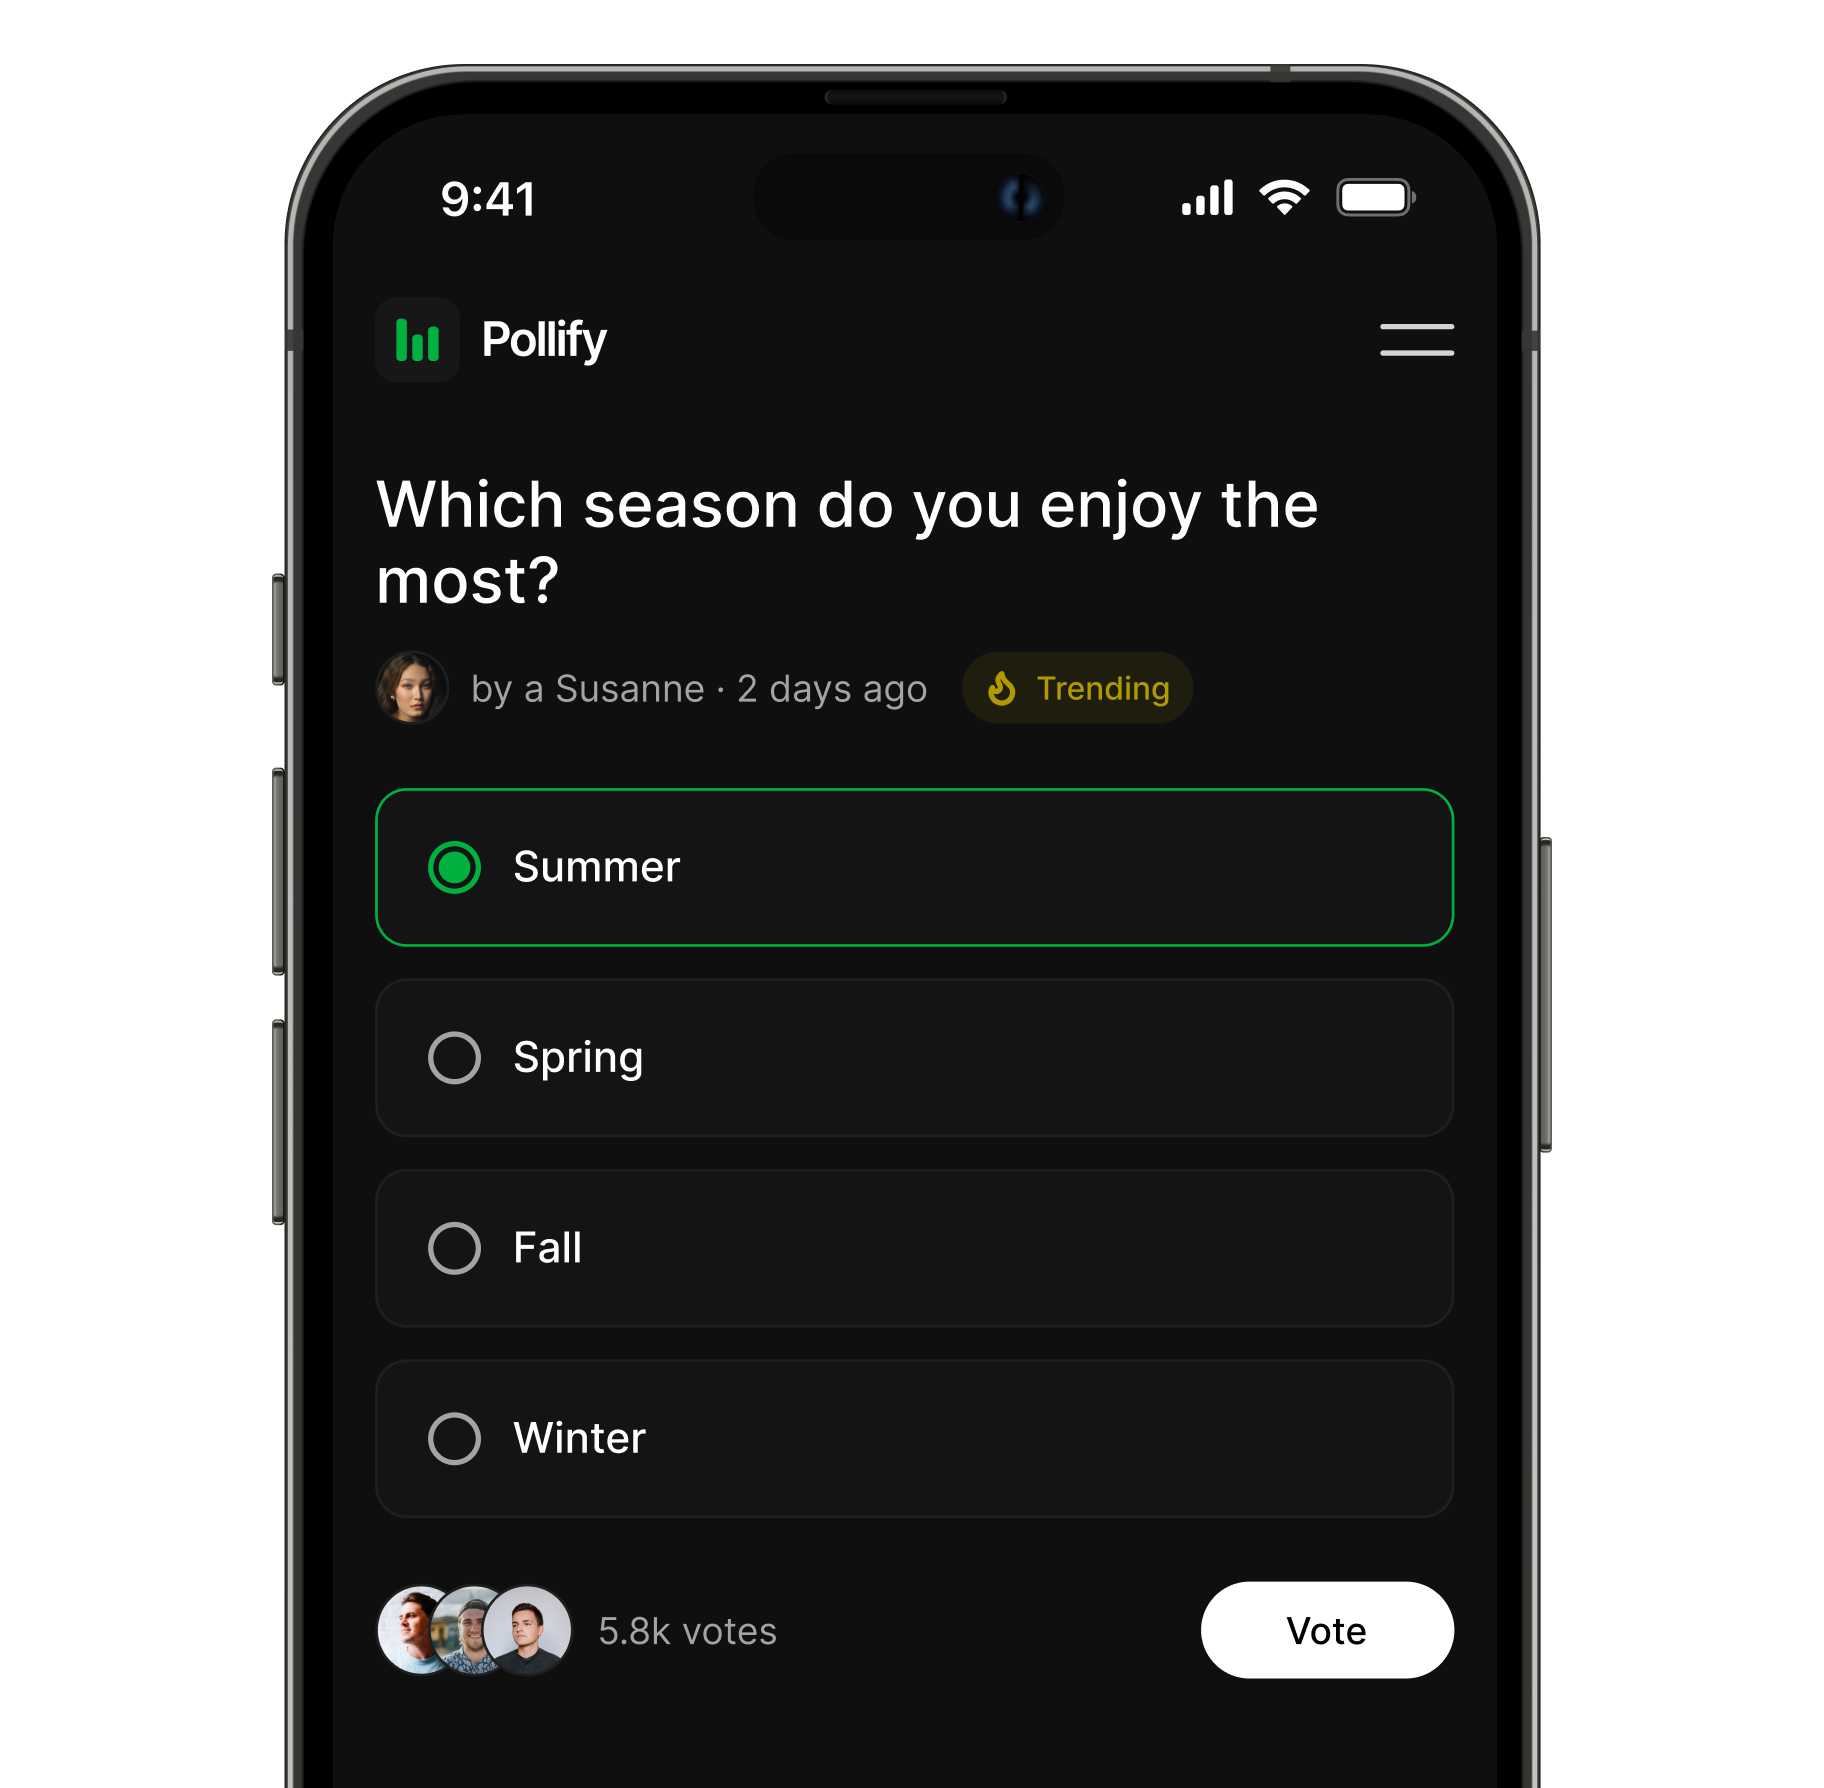 9:41
Pollify
Which season do you enjoy the
most?
by a Susanne · 2 days ago
Trending
Summer
Spring
Fall
Winter
5.8k votes
Vote